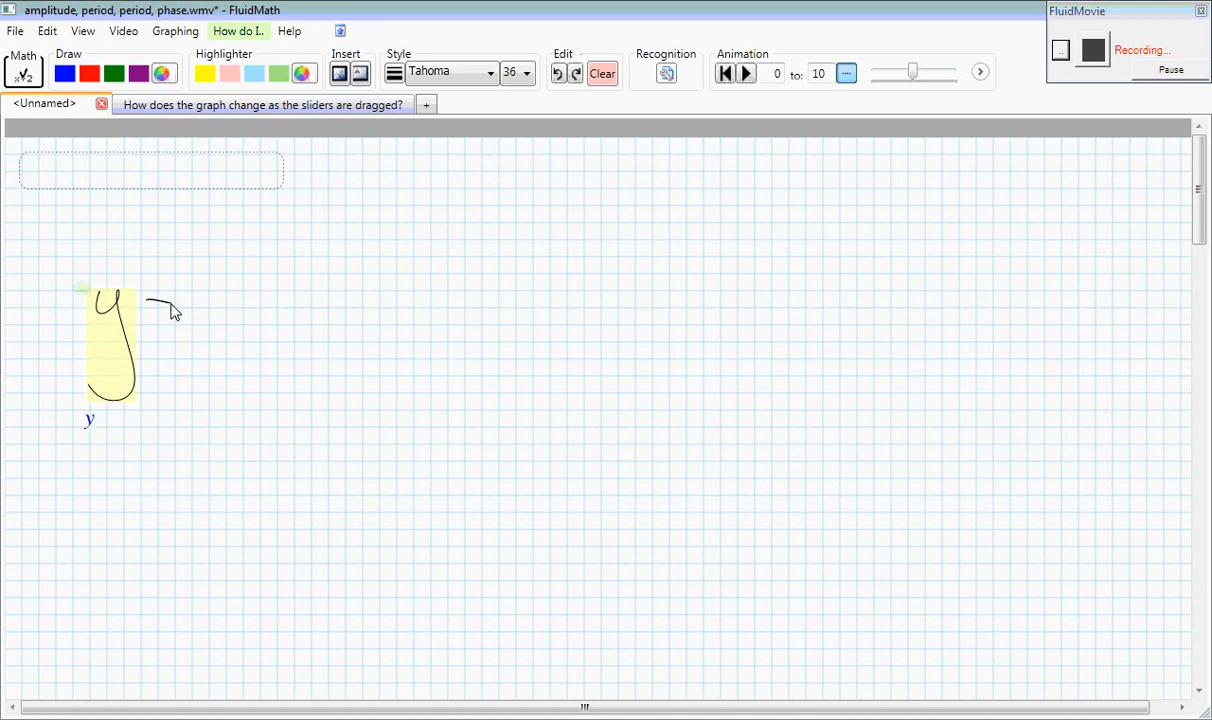 amplitude, period, period, phase.wmv* - FluidMath
FluidMovie
File Edit View Video Graphing How do I.. Help
Math Draw Highlighter Insert Style Edit Recognition Animation
√x2 Tahoma 36 Clear 0 to: 10
Recording...
Pause
<Unnamed> How does the graph change as the sliders are dragged? +
y
y